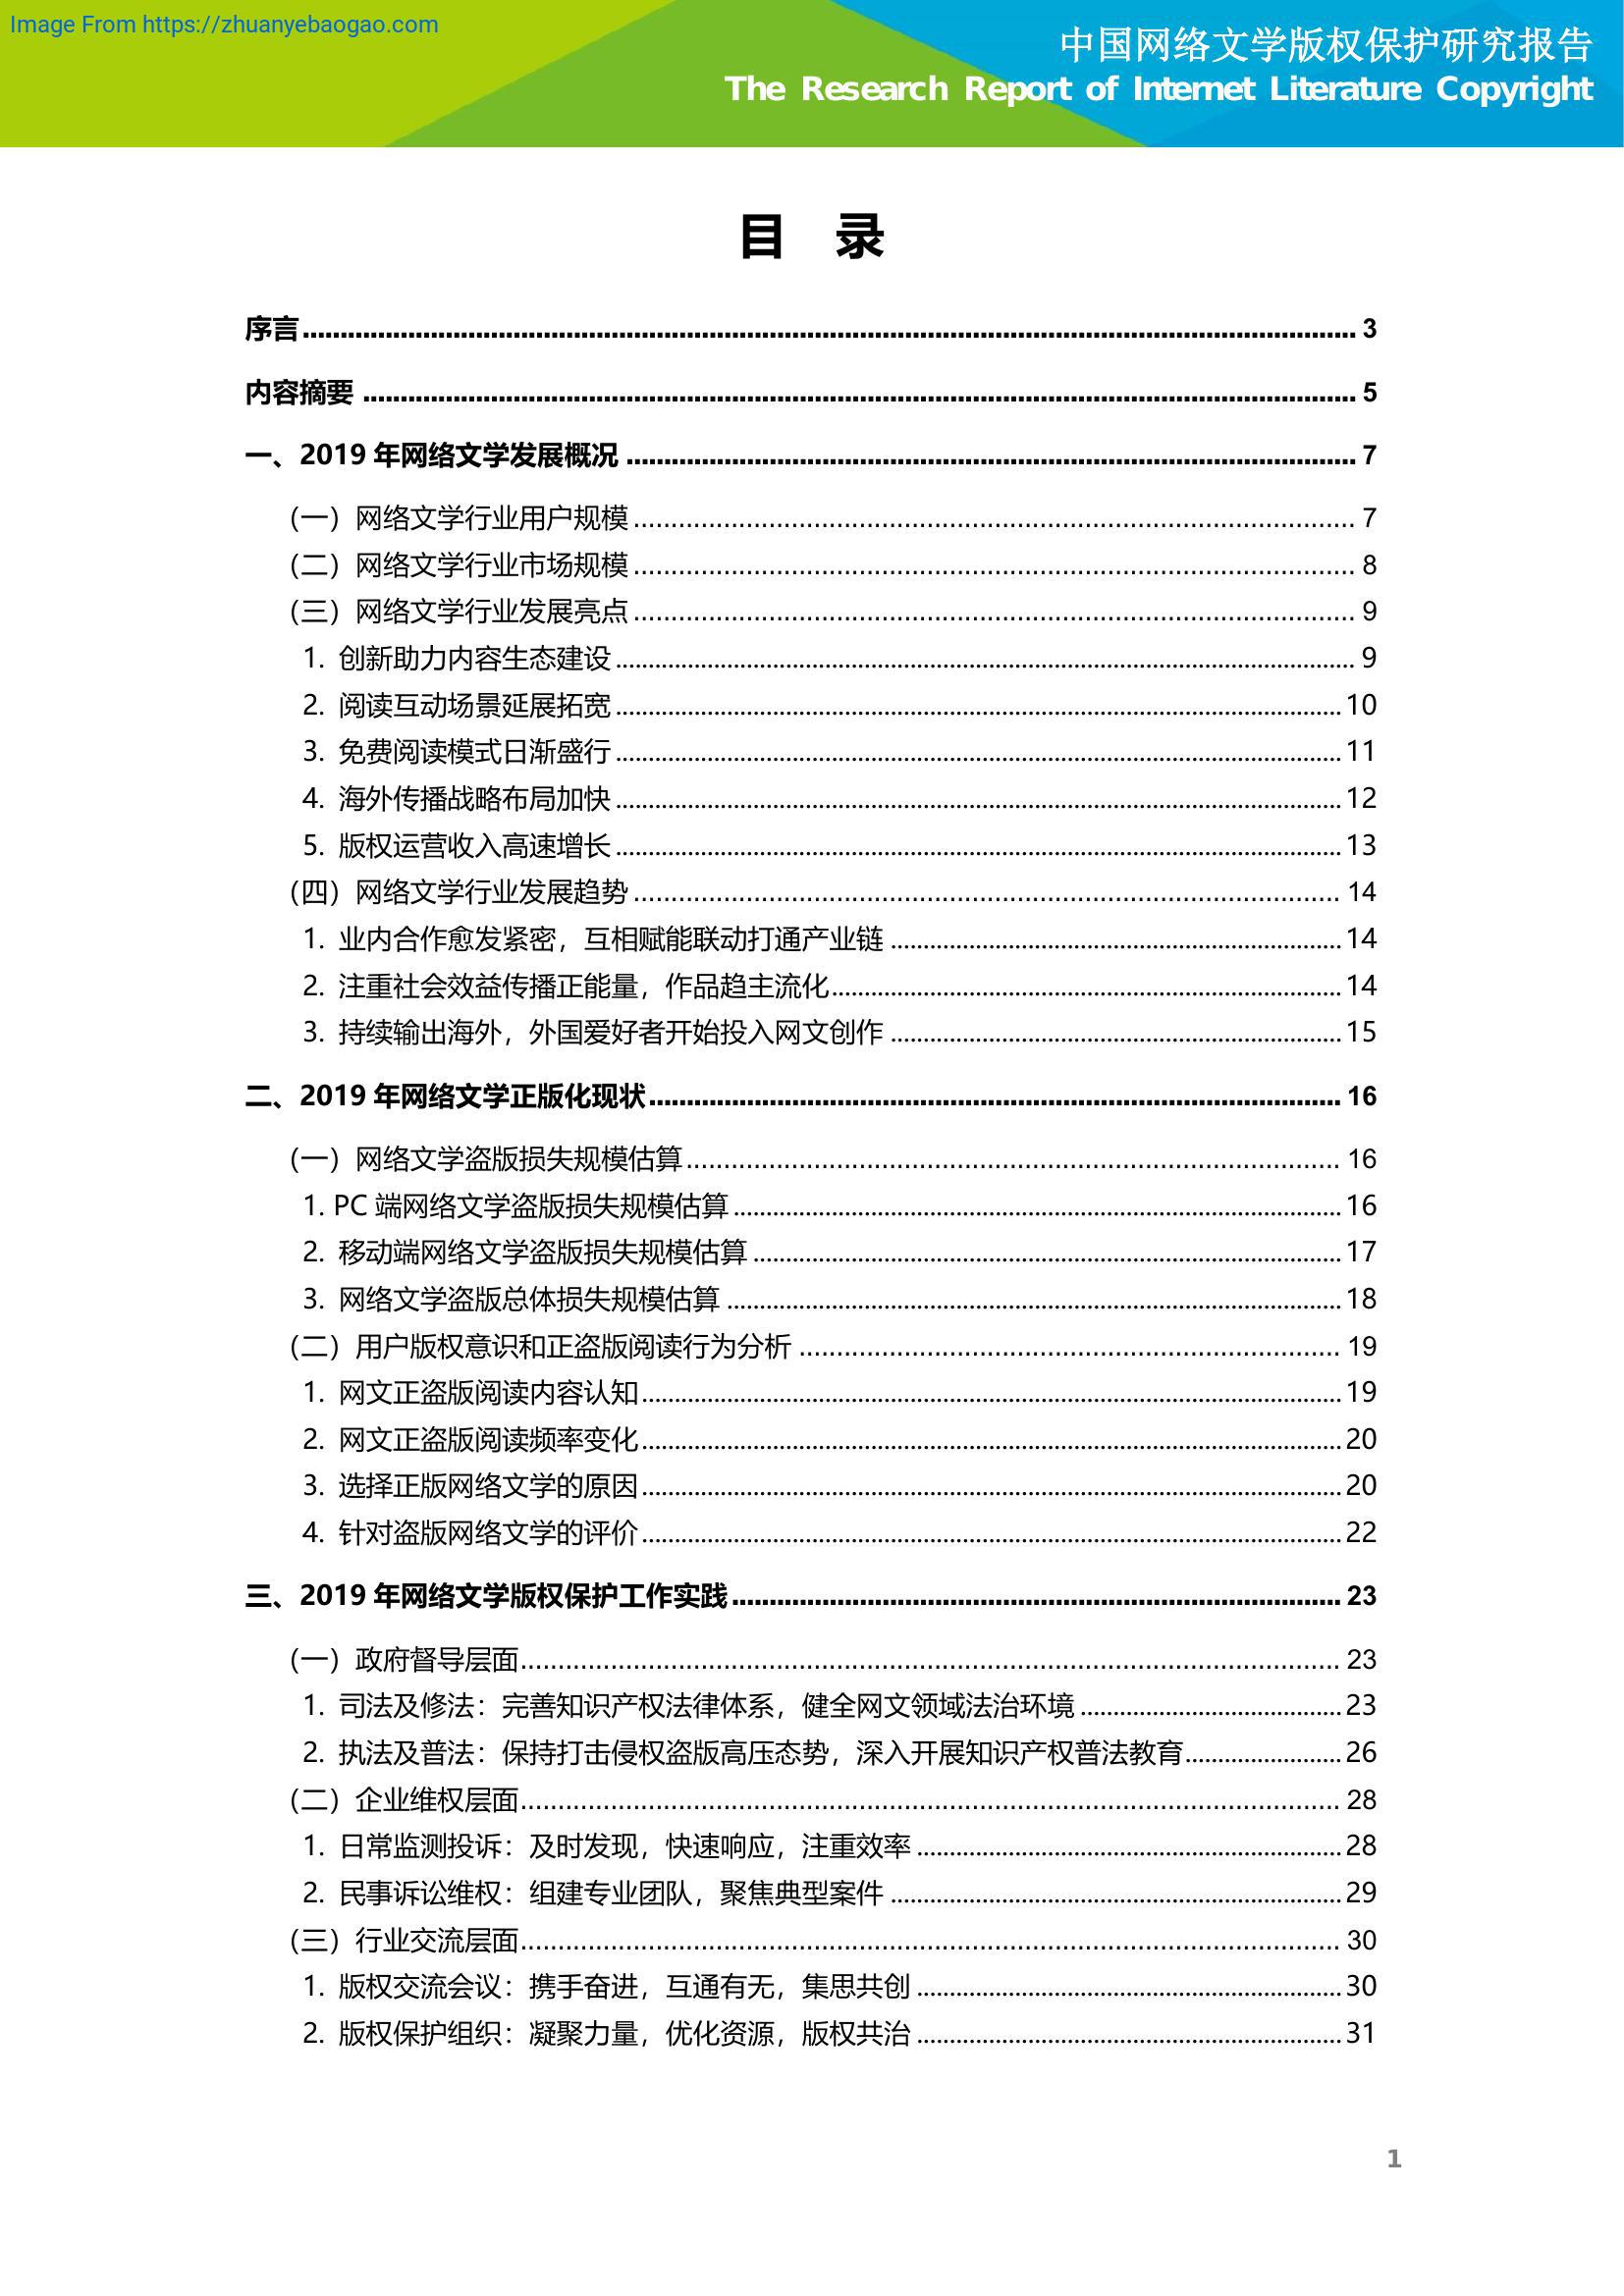 Image From https://zhuanyebaogao.com
中国网络文学版权保护研究报告
The Research Report of Internet Literature Copyright
目 录
序言 3
内容摘要 5
一、2019 年网络文学发展概况 7
（一）网络文学行业用户规模 7
（二）网络文学行业市场规模 8
（三）网络文学行业发展亮点 9
1. 创新助力内容生态建设 9
2. 阅读互动场景延展拓宽 10
3. 免费阅读模式日渐盛行 11
4. 海外传播战略布局加快 12
5. 版权运营收入高速增长 13
（四）网络文学行业发展趋势 14
1. 业内合作愈发紧密，互相赋能联动打通产业链 14
2. 注重社会效益传播正能量，作品趋主流化 14
3. 持续输出海外，外国爱好者开始投入网文创作 15
二、2019 年网络文学正版化现状 16
（一）网络文学盗版损失规模估算 16
1. PC 端网络文学盗版损失规模估算 16
2. 移动端网络文学盗版损失规模估算 17
3. 网络文学盗版总体损失规模估算 18
（二）用户版权意识和正盗版阅读行为分析 19
1. 网文正盗版阅读内容认知 19
2. 网文正盗版阅读频率变化 20
3. 选择正版网络文学的原因 20
4. 针对盗版网络文学的评价 22
三、2019 年网络文学版权保护工作实践 23
（一）政府督导层面 23
1. 司法及修法：完善知识产权法律体系，健全网文领域法治环境 23
2. 执法及普法：保持打击侵权盗版高压态势，深入开展知识产权普法教育 26
（二）企业维权层面 28
1. 日常监测投诉：及时发现，快速响应，注重效率 28
2. 民事诉讼维权：组建专业团队，聚焦典型案件 29
（三）行业交流层面 30
1. 版权交流会议：携手奋进，互通有无，集思共创 30
2. 版权保护组织：凝聚力量，优化资源，版权共治 31
1